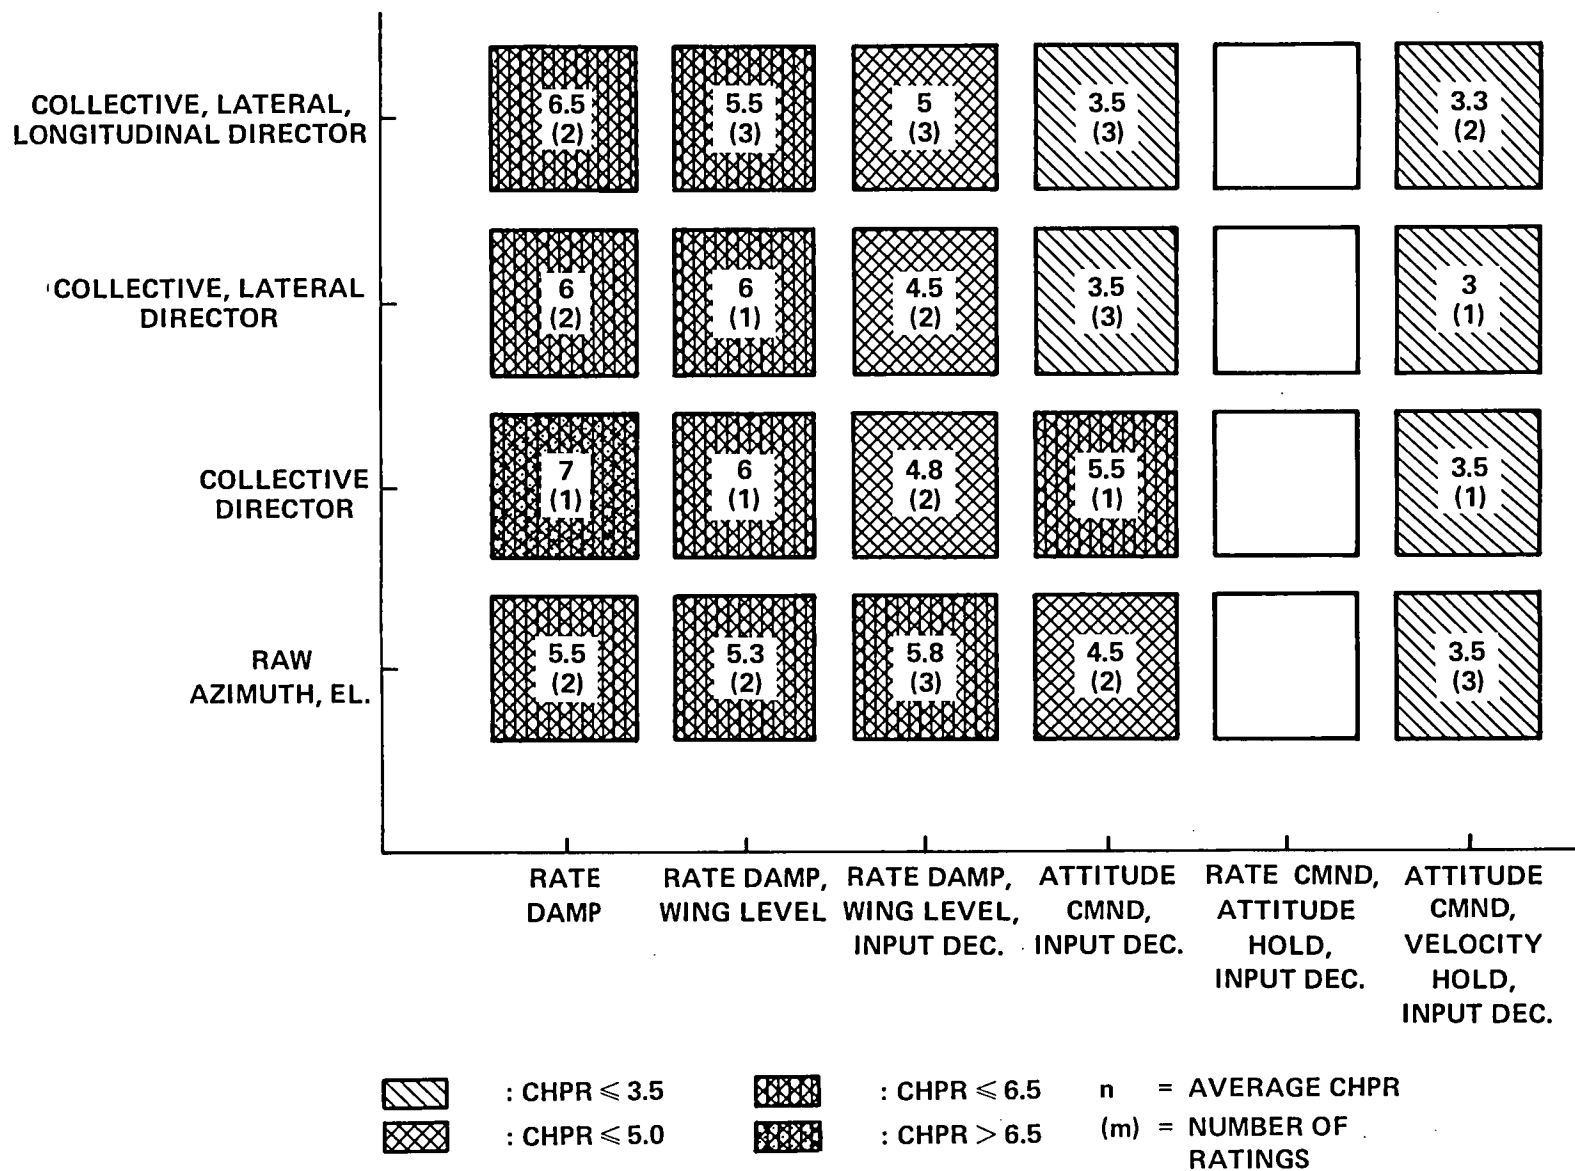 COLLECTIVE, LATERAL,
LONGITUDINAL DIRECTOR
6.5
(2)
5.5
(3)
5
(3)
3.5
(3)
3.3
(2)
COLLECTIVE, LATERAL
DIRECTOR
6
(2)
6
(1)
4.5
(2)
3.5
(3)
3
(1)
COLLECTIVE
DIRECTOR
7
(1)
6
(1)
4.8
(2)
5.5
(1)
3.5
(1)
RAW
AZIMUTH, EL.
5.5
(2)
5.3
(2)
5.8
(3)
4.5
(2)
3.5
(3)
RATE
DAMP
RATE DAMP,
WING LEVEL
RATE DAMP,
WING LEVEL,
INPUT DEC.
ATTITUDE
CMND,
INPUT DEC.
RATE CMND,
ATTITUDE
HOLD,
INPUT DEC.
ATTITUDE
CMND,
VELOCITY
HOLD,
INPUT DEC.
: CHPR ⩽ 3.5
: CHPR ⩽ 5.0
: CHPR ⩽ 6.5
: CHPR > 6.5
n = AVERAGE CHPR
(m) = NUMBER OF
RATINGS